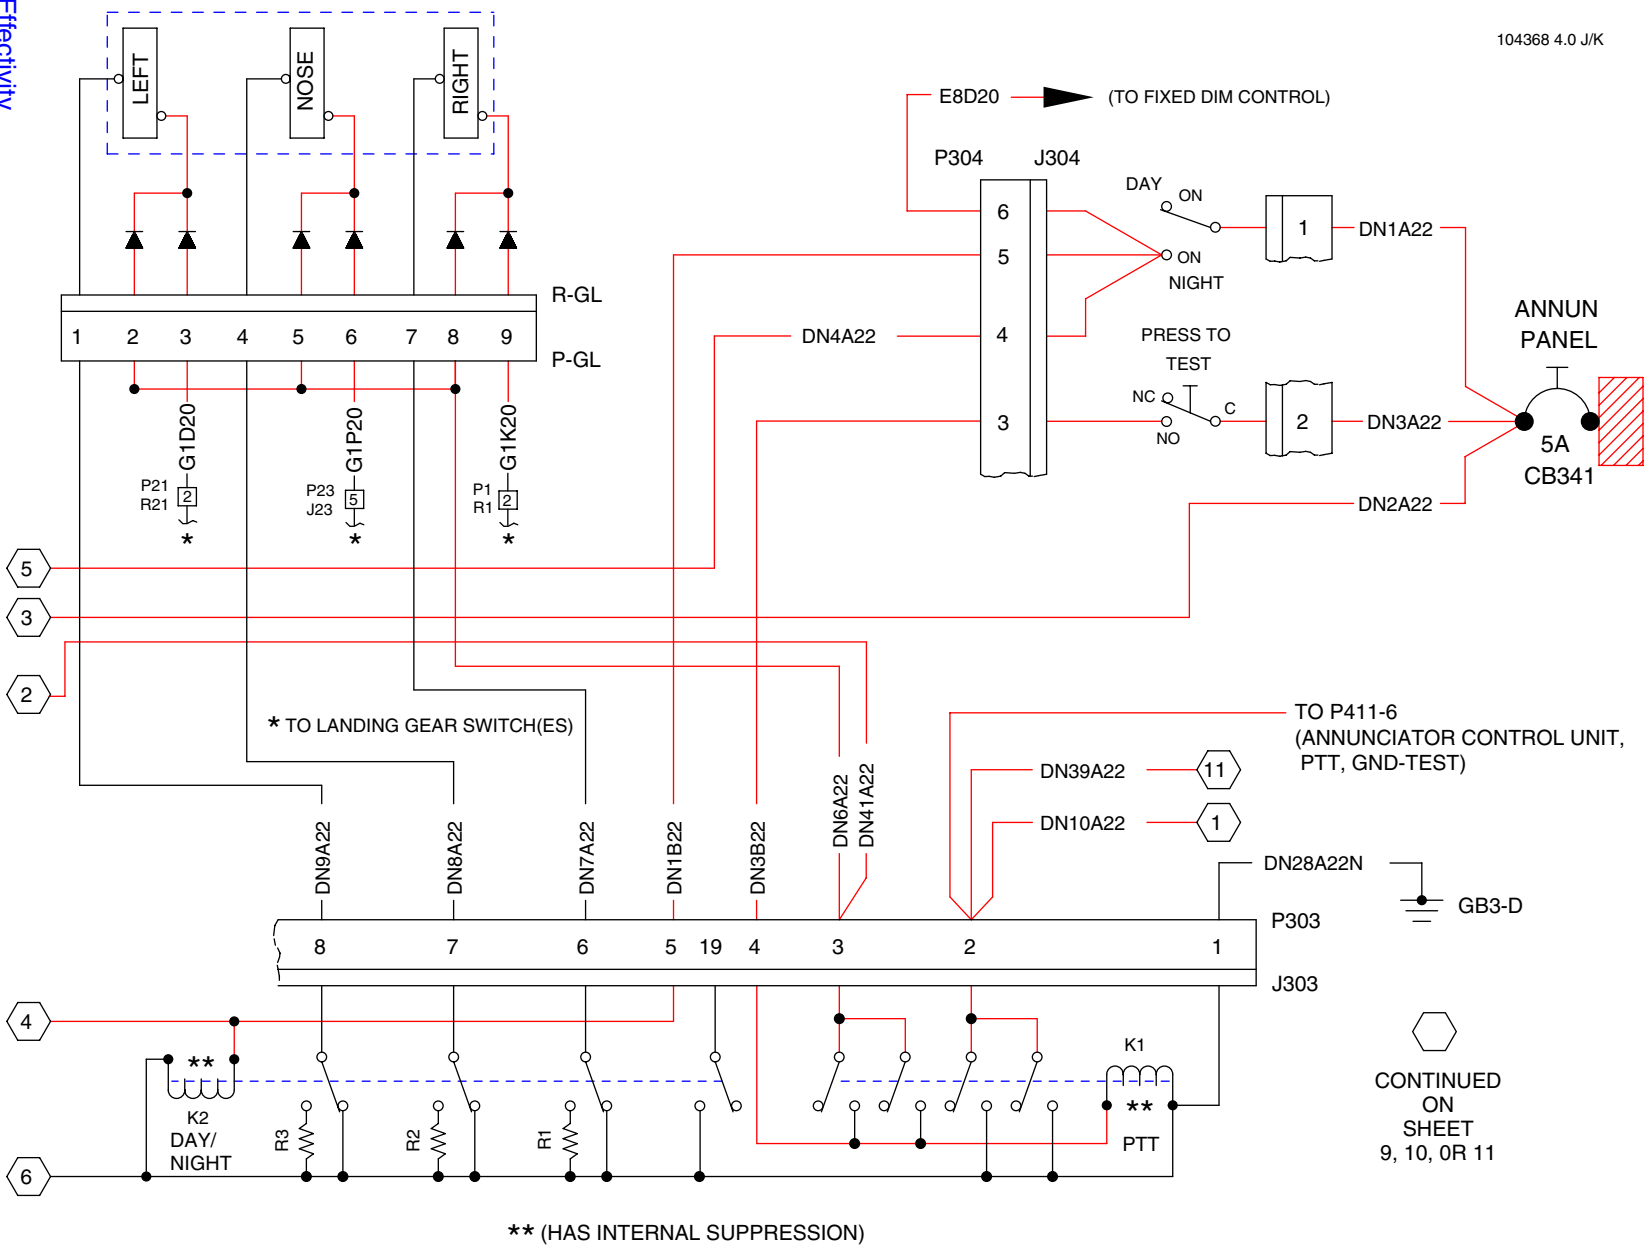 Effectivity
104368 4.0 J/K
LEFT
NOSE
RIGHT
E8D20
(TO FIXED DIM CONTROL)
P304
J304
DAY
ON
6
1
DN1A22
5
ON
NIGHT
R-GL
1
2
3
4
5
6
7
8
9
P-GL
DN4A22
4
PRESS TO
TEST
ANNUN
PANEL
NC
C
NO
3
2
DN3A22
5A
CB341
G1D20
G1P20
G1K20
P21
R21
2
P23
J23
5
P1
R1
2
*
*
*
DN2A22
5
3
2
* TO LANDING GEAR SWITCH(ES)
TO P411-6
(ANNUNCIATOR CONTROL UNIT,
PTT, GND-TEST)
DN39A22
11
DN10A22
1
DN9A22
DN8A22
DN7A22
DN1B22
DN3B22
DN6A22
DN41A22
DN28A22N
GB3-D
P303
8
7
6
5
19
4
3
2
1
J303
4
**
K2
DAY/
NIGHT
R3
R2
R1
K1
**
PTT
6
CONTINUED
ON
SHEET
9, 10, 0R 11
** (HAS INTERNAL SUPPRESSION)